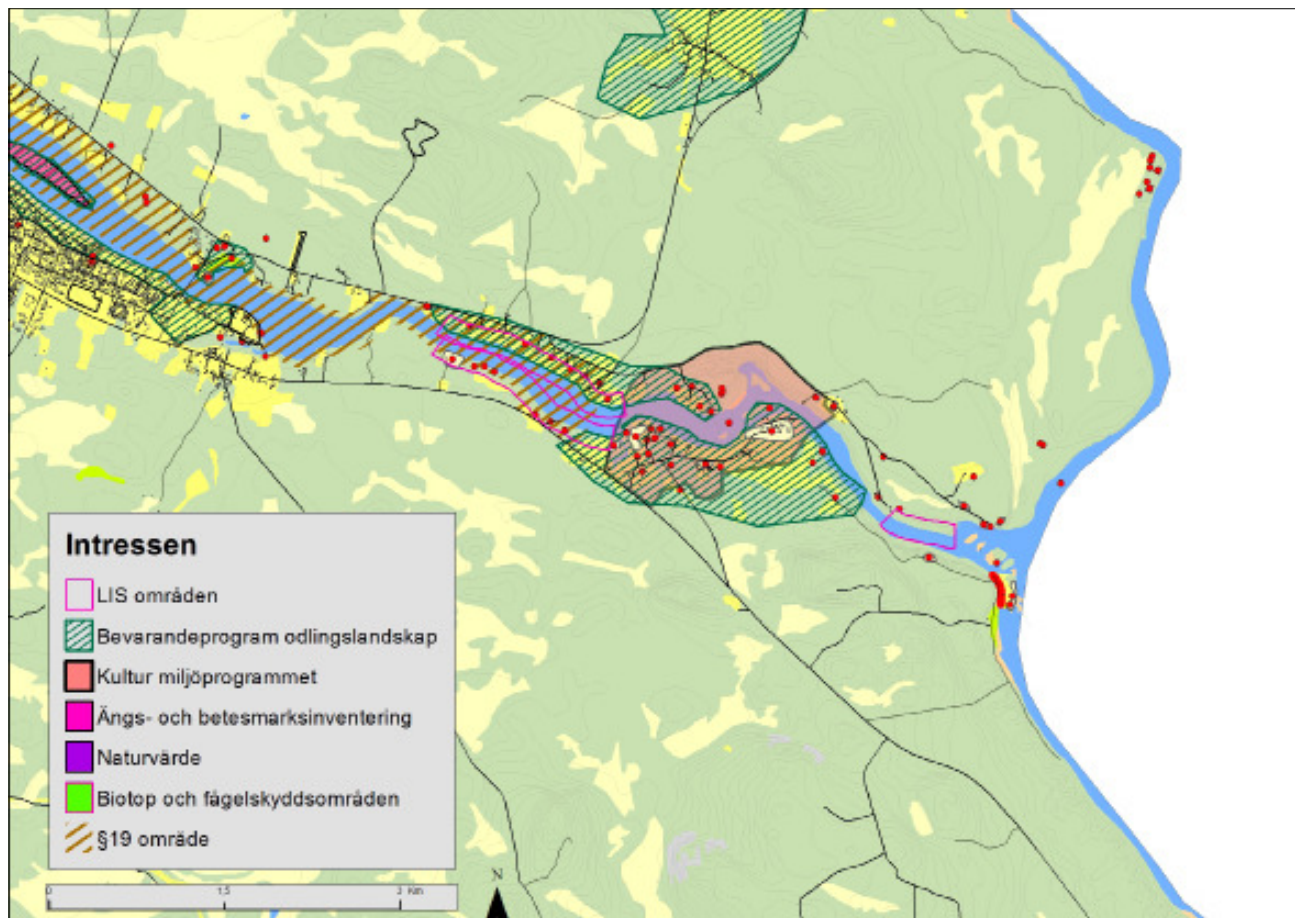 Intressen
LIS områden
Bevarandeprogram odlingslandskap
Kultur miljöprogrammet
Ängs- och betesmarksinventering
Naturvärde
Biotop och fågelskyddsområden
§19 område
0 1,5 3 Km
N